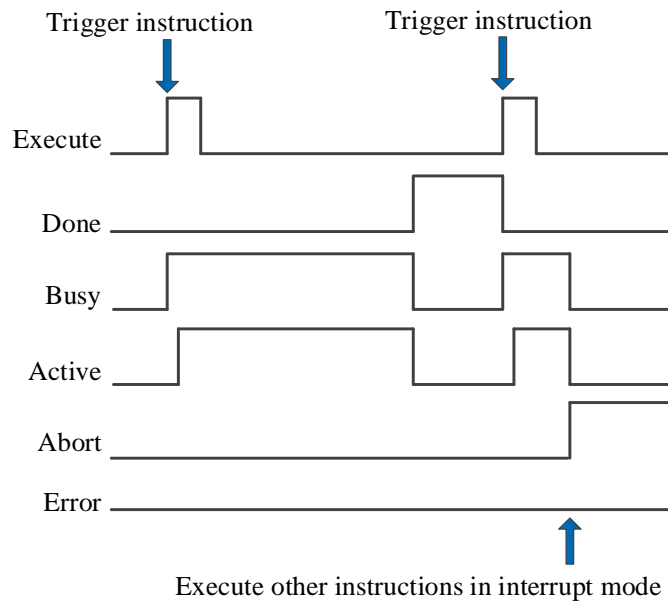 Trigger instruction Trigger instruction
Execute
Done
Busy
Active
Abort
Error
Execute other instructions in interrupt mode